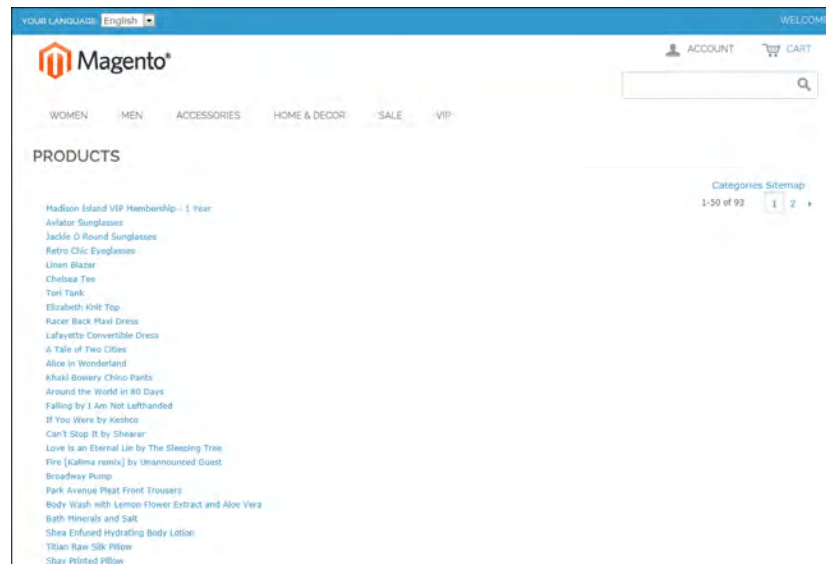 YOUR LANGUAGE: English
WELCOME
Magento®
ACCOUNT
CART
WOMEN MEN ACCESSORIES HOME & DECOR SALE VIP
PRODUCTS
Categories Sitemap
1-50 of 93 1 2
Madison Island VIP Membership - 1 Year
Aviator Sunglasses
Jackie O Round Sunglasses
Retro Chic Eyeglasses
Linen Blazer
Chelsea Tee
Tori Tank
Elizabeth Knit Top
Racer Back Maxi Dress
Lafayette Convertible Dress
A Tale of Two Cities
Alice in Wonderland
Khaki Bowery Chino Pants
Around the World in 80 Days
Falling by I Am Not Lefthanded
If You Were by Keshco
Can't Stop It by Shearer
Love is an Eternal Lie by The Sleeping Tree
Fire [Kalima remix] by Unannounced Guest
Broadway Pump
Park Avenue Pleat Front Trousers
Body Wash with Lemon Flower Extract and Aloe Vera
Bath Minerals and Salt
Shea Enfused Hydrating Body Lotion
Titian Raw Silk Pillow
Shay Printed Pillow